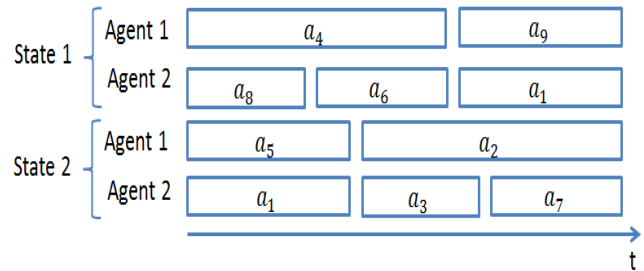 State 1
Agent 1 a₄ a₉
Agent 2 a₈ a₆ a₁
State 2
Agent 1 a₅ a₂
Agent 2 a₁ a₃ a₇
t